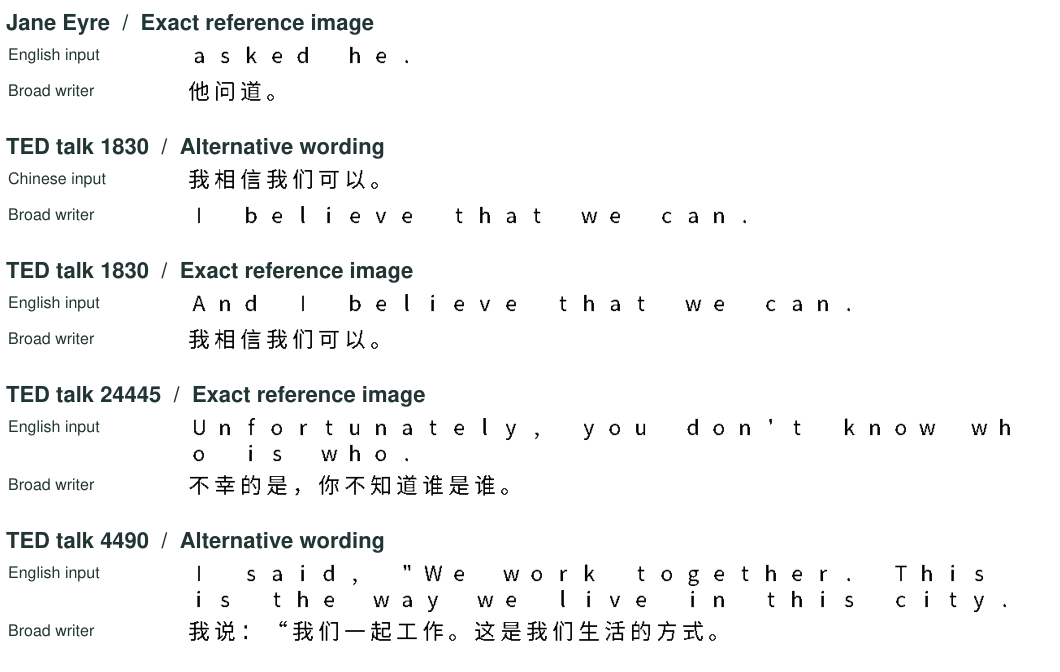 Jane Eyre / Exact reference image
English input asked he.
Broad writer 他问道。
TED talk 1830 / Alternative wording
Chinese input 我相信我们可以。
Broad writer I believe that we can.
TED talk 1830 / Exact reference image
English input And I believe that we can.
Broad writer 我相信我们可以。
TED talk 24445 / Exact reference image
English input Unfortunately, you don't know wh
o is who.
Broad writer 不幸的是，你不知道谁是谁。
TED talk 4490 / Alternative wording
English input I said, "We work together. This
is the way we live in this city.
Broad writer 我说：“我们一起工作。这是我们生活的方式。